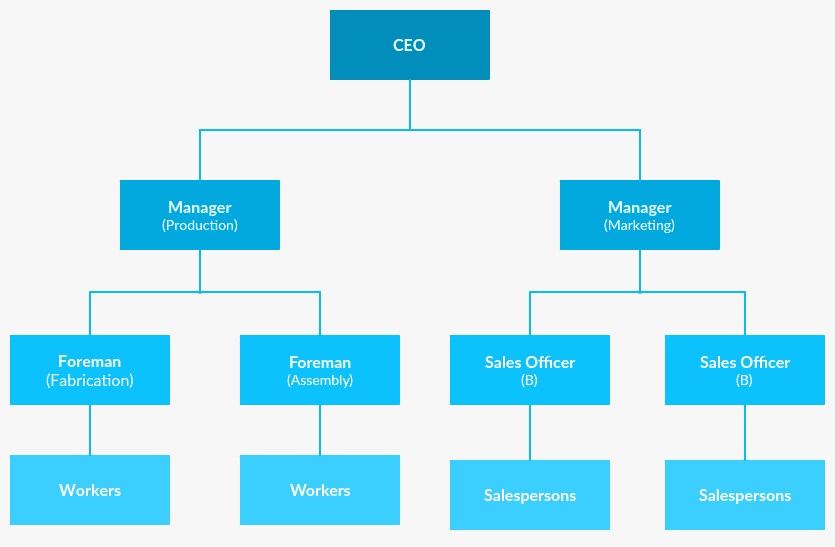 CEO
Manager
(Production)
Manager
(Marketing)
Foreman
(Fabrication)
Foreman
(Assembly)
Sales Officer
(B)
Sales Officer
(B)
Workers
Workers
Salespersons
Salespersons